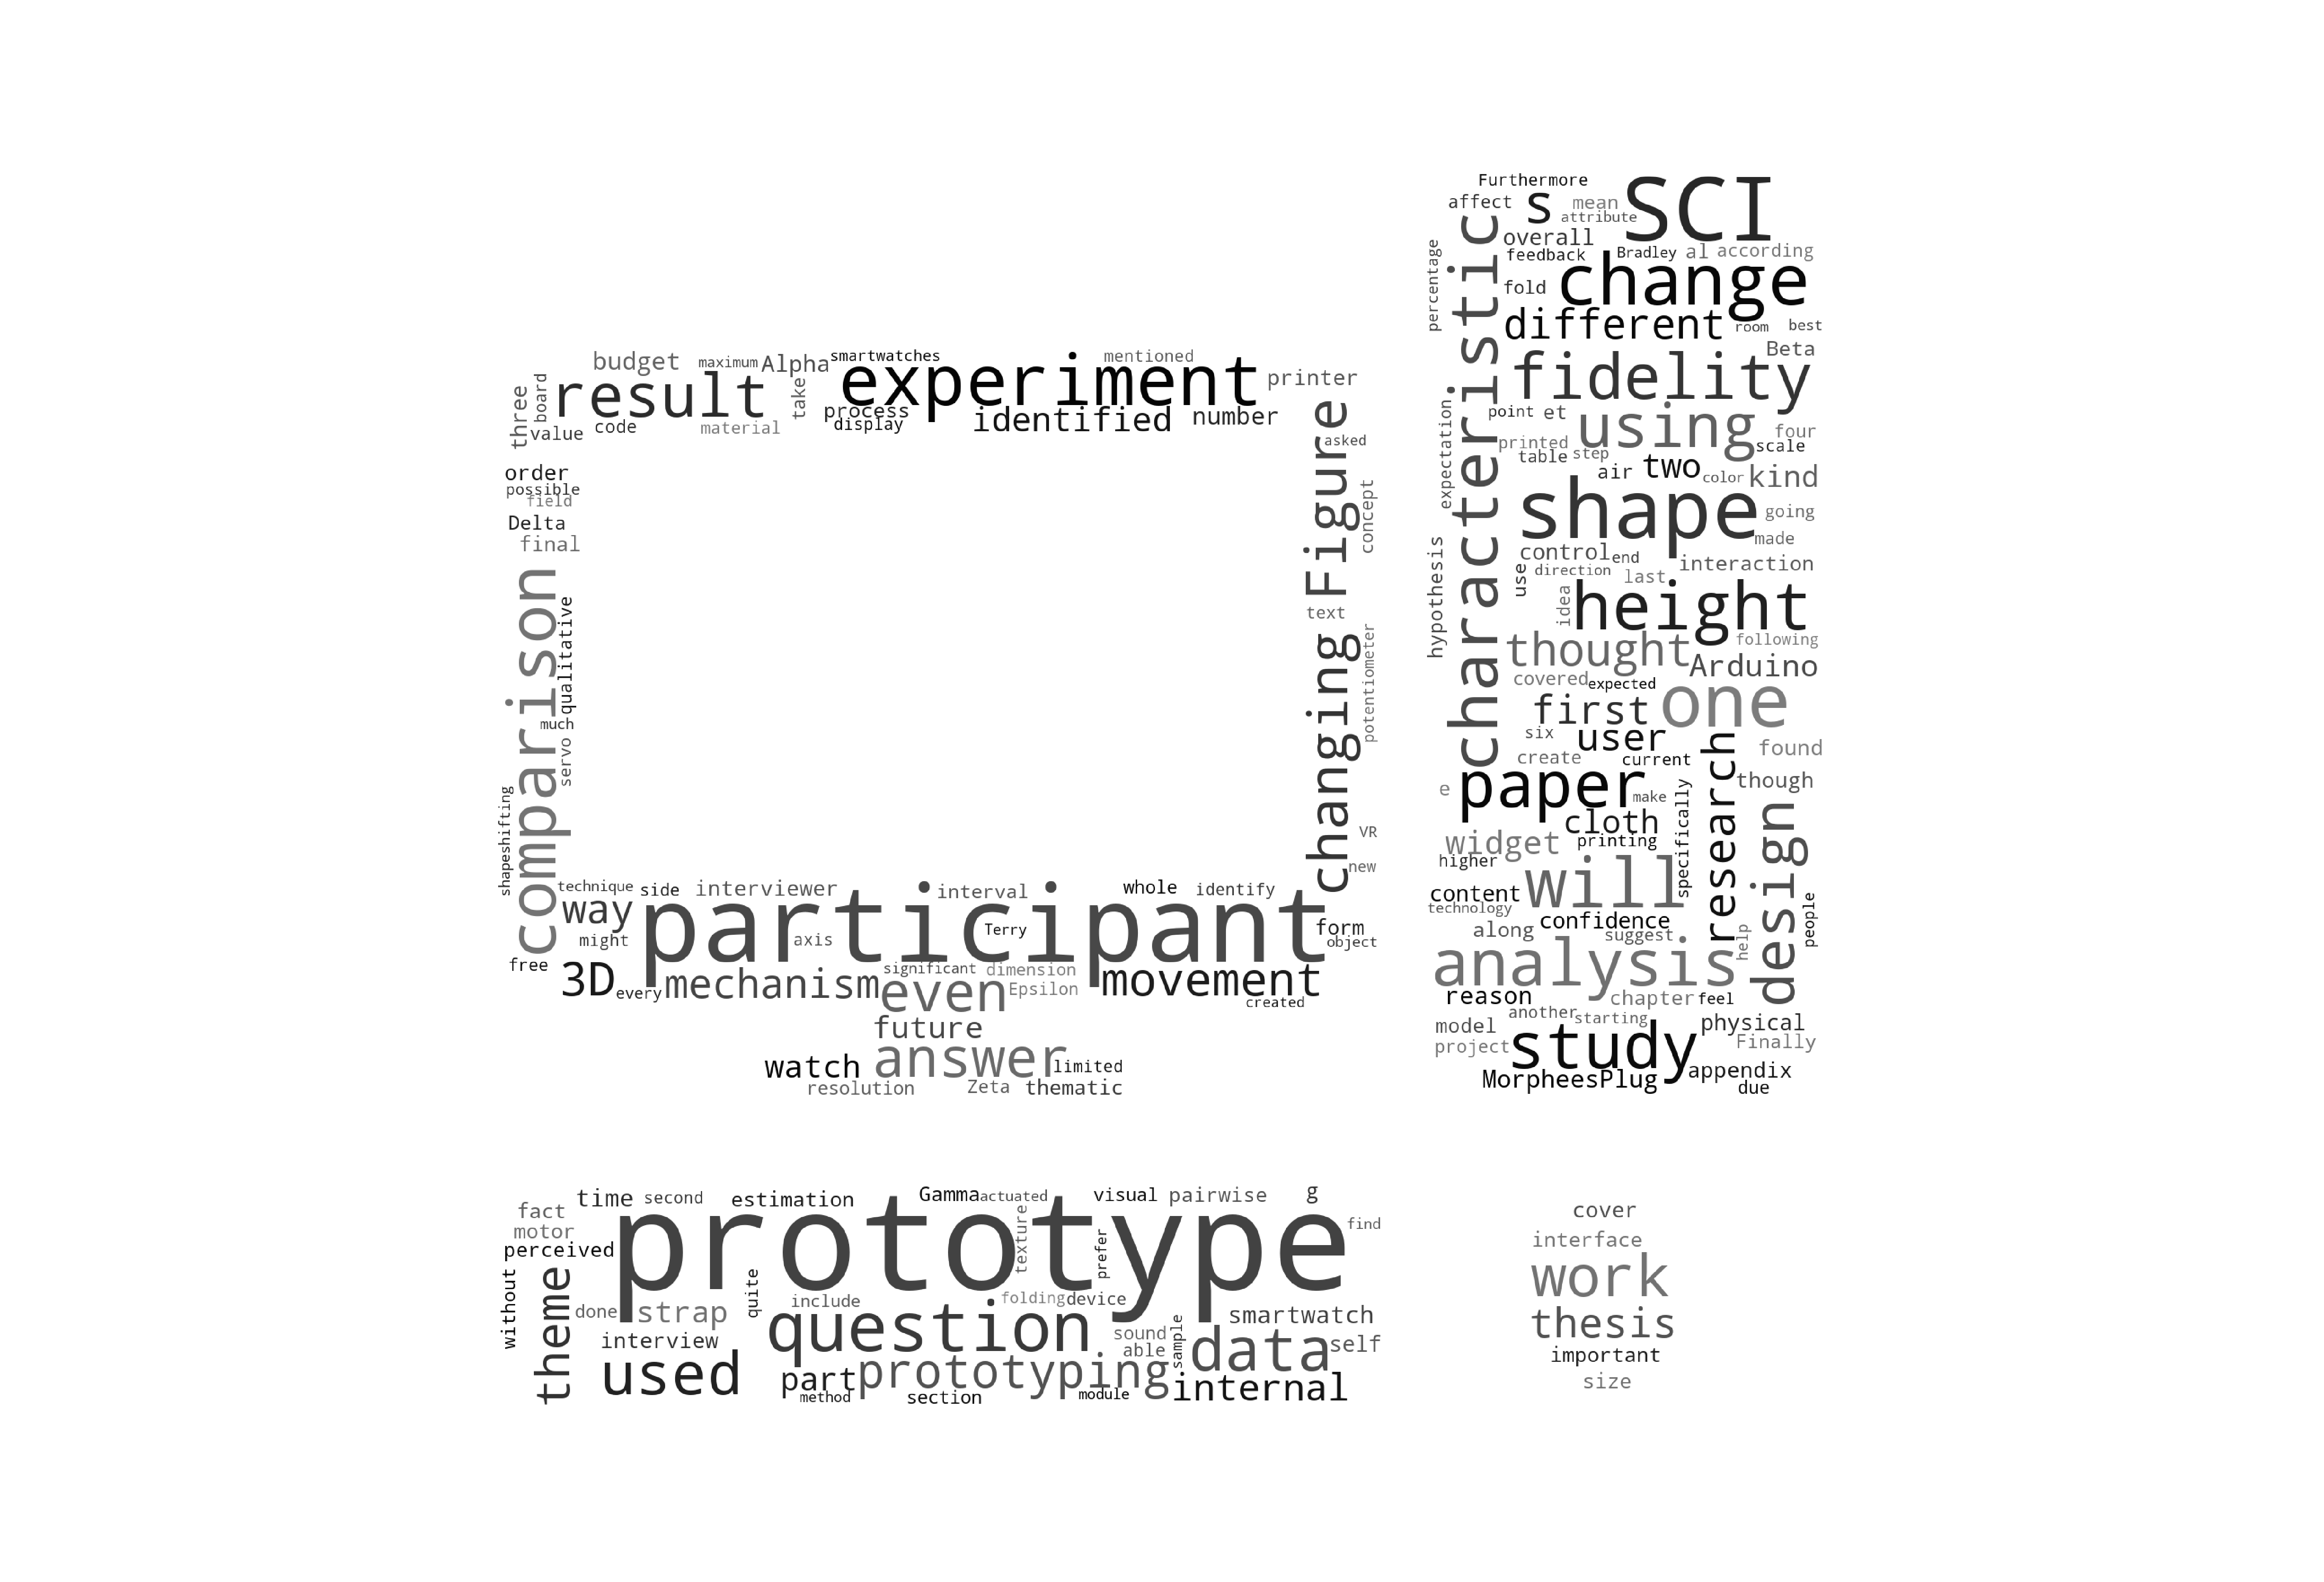 budget
maximum
Alpha
smartwatches
mentioned
experiment
printer
three
board
result
take
process
display
identified
number
value
code
material
order
possible
field
Delta
final
comparison
qualitative
much
servo
shapeshifting
Figure
asked
concept
text
changing
potentiometer
VR
new
technique
side
interviewer
interval
whole
identify
way
participant
might
axis
Terry
form
object
free
3D
every
mechanism
significant
dimension
even
Epsilon
movement
created
future
watch
answer
limited
resolution
Zeta
thematic
Furthermore
SCI
affect
s
mean
attribute
overall
percentage
characteristic
feedback
Bradley
al
according
fold
change
different
room
best
Beta
fidelity
expectation
point
et
using
four
printed
scale
table
step
air
two
color
kind
shape
going
made
hypothesis
control
end
interaction
use
direction
last
idea
height
thought
following
Arduino
covered
expected
first
one
six
user
research
found
create
current
though
e
paper
make
specifically
design
cloth
widget
printing
higher
will
content
technology
confidence
people
along
suggest
help
analysis
reason
chapter
feel
another
starting
model
physical
project
study
Finally
MorpheesPlug
appendix
due
time
second
estimation
Gamma
actuated
visual
pairwise
g
fact
motor
prototype
texture
prefer
find
perceived
without
theme
quite
done
strap
include
folding
device
smartwatch
interview
question
sound
able
sample
data
self
used
part
prototyping
internal
method
section
module
cover
interface
work
thesis
important
size